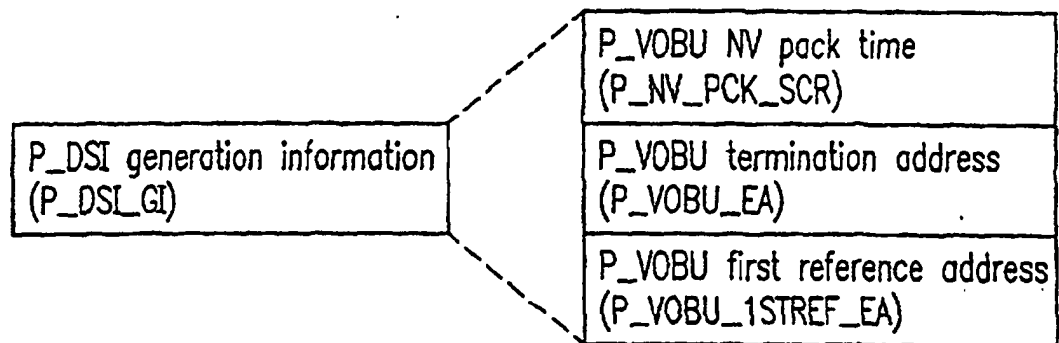 P_DSI generation information
(P_DSI_GI)
P_VOBU NV pack time
(P_NV_PCK_SCR)
P_VOBU termination address
(P_VOBU_EA)
P_VOBU first reference address
(P_VOBU_1STREF_EA)